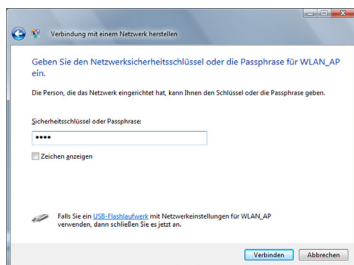 Verbindung mit einem Netzwerk herstellen
Geben Sie den Netzwerksicherheitsschlüssel oder die Passphrase für WLAN_AP
ein.
Die Person, die das Netzwerk eingerichtet hat, kann Ihnen den Schlüssel oder die Passphrase geben.
Sicherheitsschlüssel oder Passphrase:
••••
Zeichen anzeigen
Falls Sie ein USB-Flashlaufwerk mit Netzwerkeinstellungen für WLAN_AP
verwenden, dann schließen Sie es jetzt an.
Verbinden Abbrechen